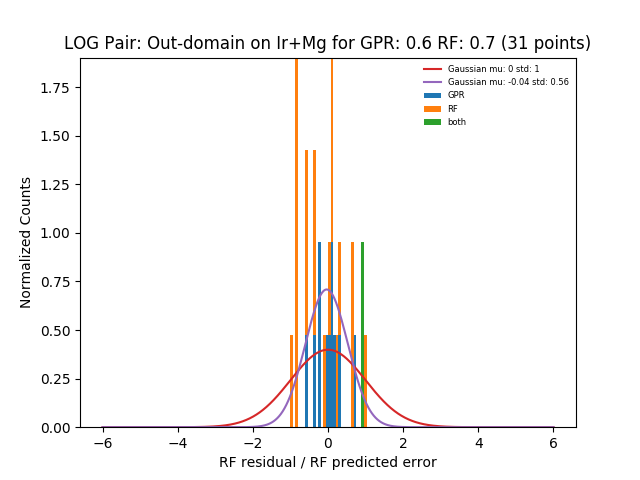 LOG Pair: Out-domain on Ir+Mg for GPR: 0.6 RF: 0.7 (31 points)
Gaussian mu: 0 std: 1
Gaussian mu: -0.04 std: 0.56
GPR
RF
both
1.75
1.50
1.25
1.00
0.75
0.50
0.25
0.00
Normalized Counts
−6
−4
−2
0
2
4
6
RF residual / RF predicted error